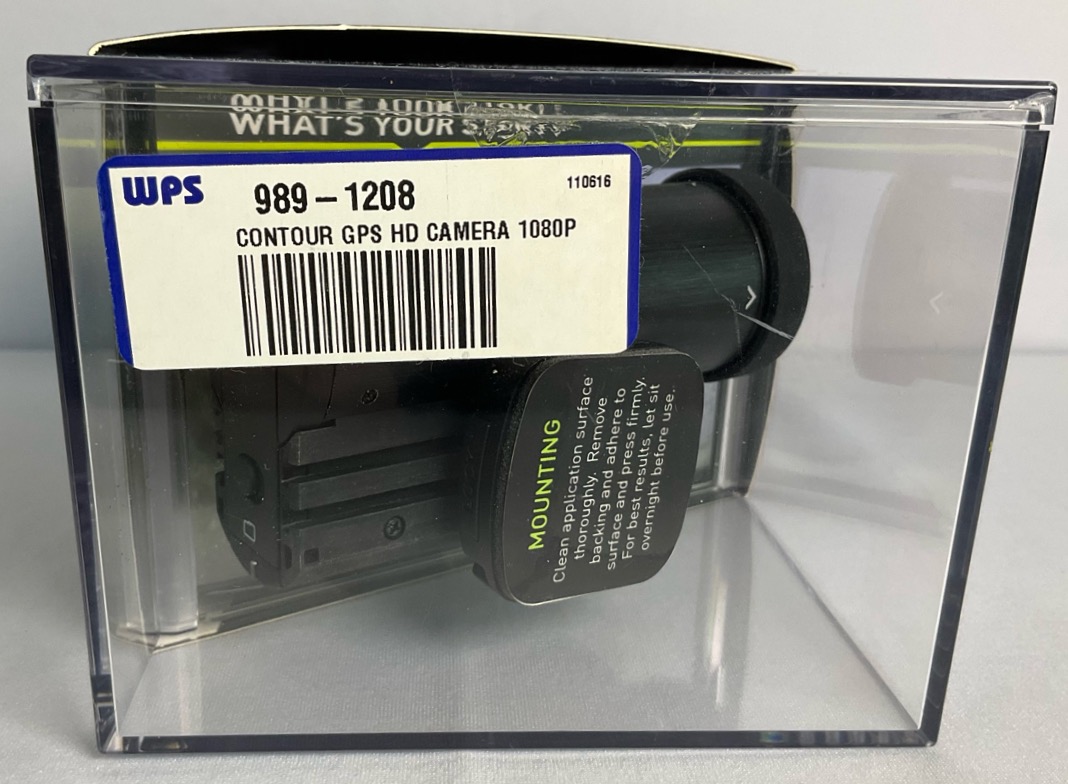 WHAT'S YOUR
WPS
989-1208
110616
CONTOUR GPS HD CAMERA 1080P
MOUNTING
Clean application surface
thoroughly. Remove
backing and adhere to
surface and press firmly.
For best results, let sit
overnight before use.